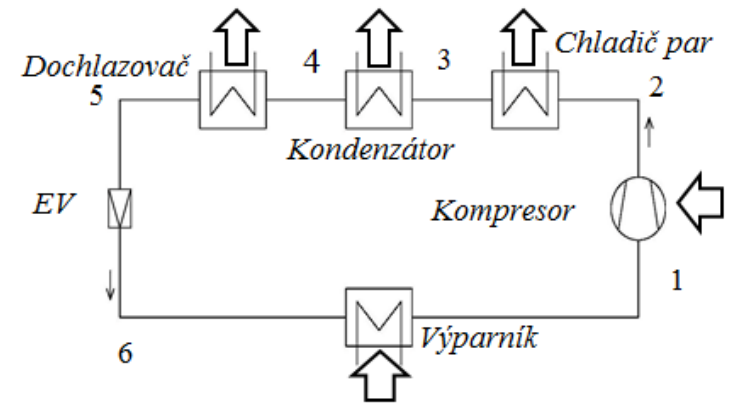 Dochlazovač
4
3
Chladič par
5
2
Kondenzátor
EV
Kompresor
1
6
Výparník